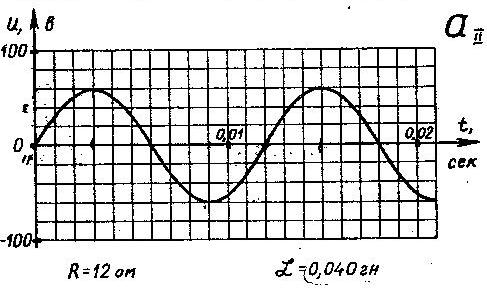 u, в
100
a II
0
0,01
0,02
t,
сек
-100
R=12 ом
L=0,040 гн